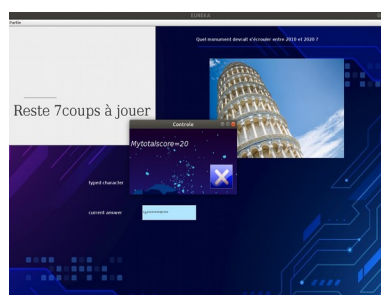 EUREKA
Partie
Quel monument devrait s'écrouler entre 2010 et 2020 ?
Reste 7coups à jouer
Controle
Mytotalscore=20
typed character
current answer